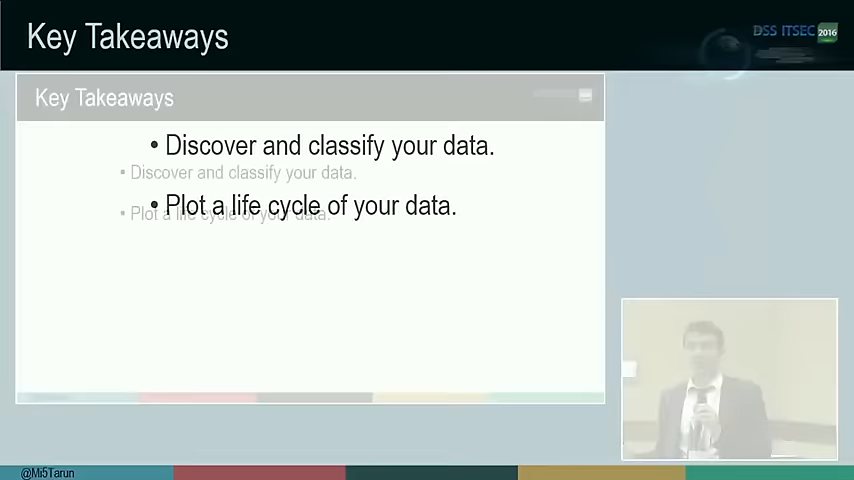 Key Takeaways
DSS ITSEC 2016
Key Takeaways
• Discover and classify your data.
• Discover and classify your data.
• Plot a life cycle of your data.
• Plot a life cycle of your data.
@Mi5Tarun